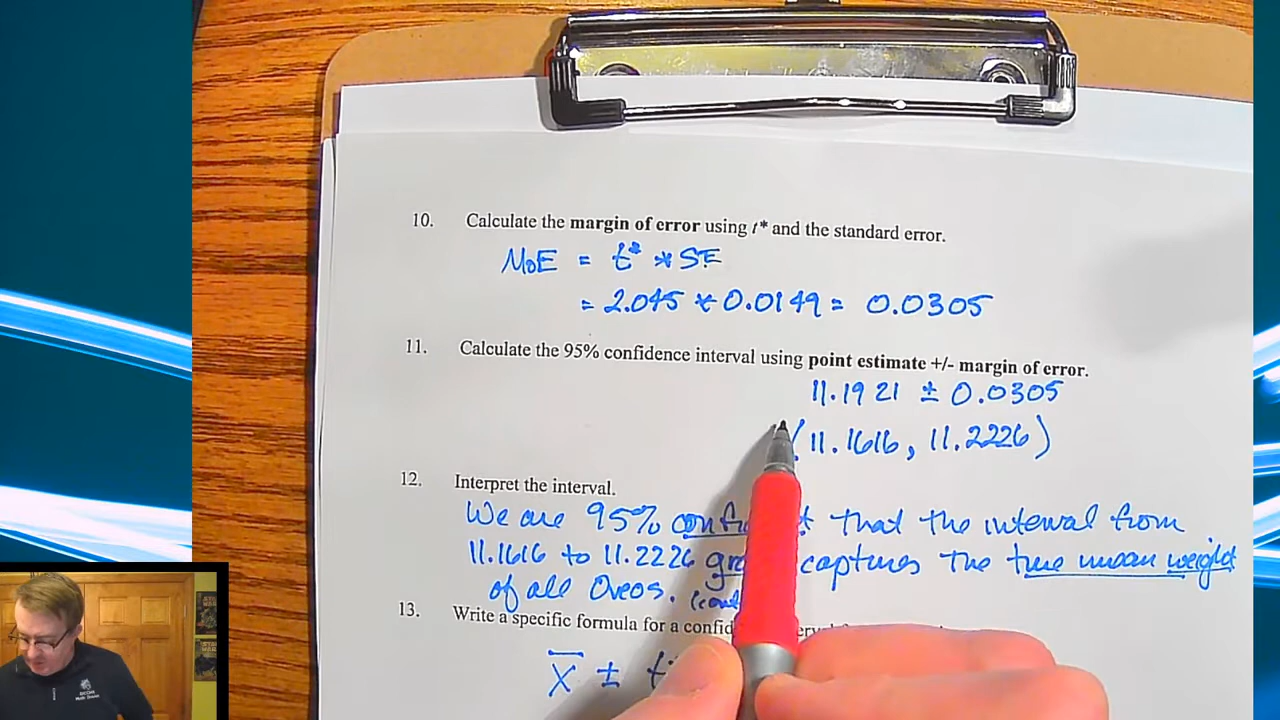 10. Calculate the margin of error using t* and the standard error.
MoE = t* * SE
= 2.045 * 0.0149 = 0.0305
11. Calculate the 95% confidence interval using point estimate +/- margin of error.
11.1921 ± 0.0305
(11.1616, 11.2226)
12. Interpret the interval.
We are 95% that the interval from
11.1616 to 11.2226 captures the true mean weight
of all Oreos.
13. Write a specific formula for a
x̄ ±